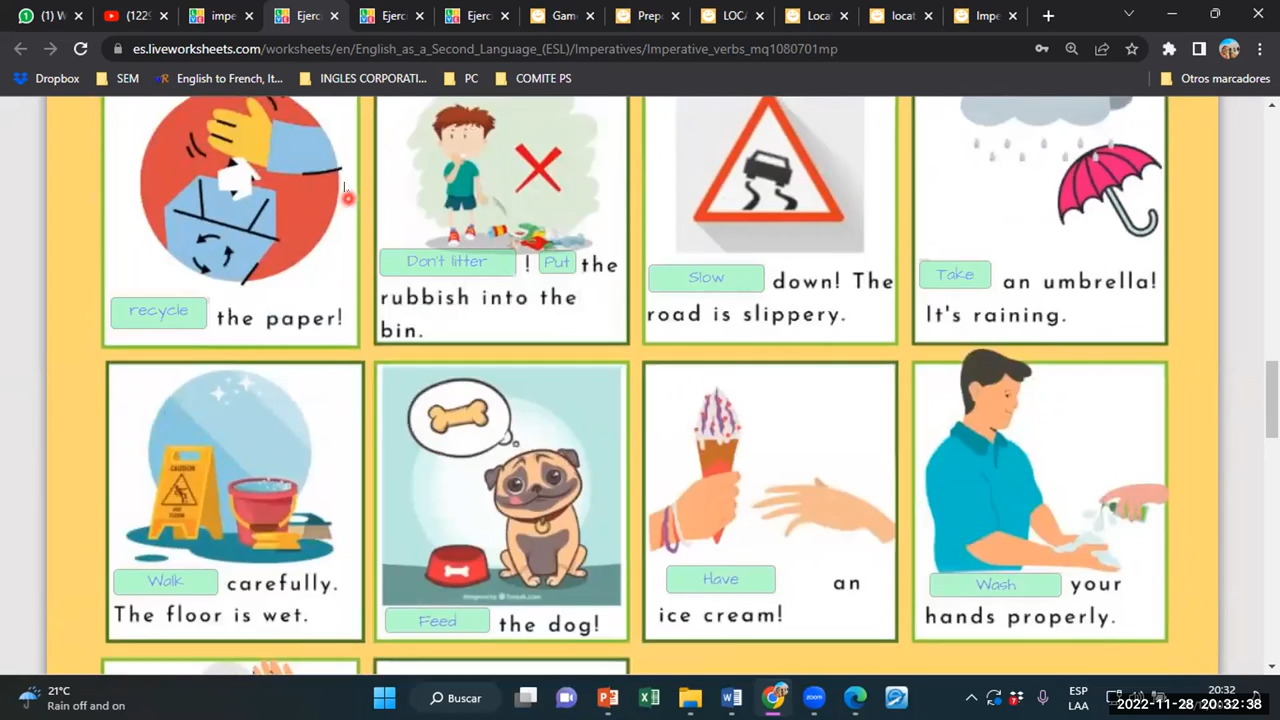 (1) W
(122S
impe
Ejerc
Ejerc
Ejerc
Gam
Prep
LOCA
Loca
locat
Impe
es.liveworksheets.com/worksheets/en/English_as_a_Second_Language_(ESL)/Imperatives/Imperative_verbs_mq1080701mp
Dropbox
SEM
English to French, It...
INGLES CORPORATI...
PC
COMITE PS
Otros marcadores
recycle the paper!
Don't litter ! Put the
rubbish into the
bin.
Slow down! The
road is slippery.
Take an umbrella!
It's raining.
CAUTION
Walk carefully.
The floor is wet.
Feed the dog!
Have an
ice cream!
Wash your
hands properly.
21°C
Rain off and on
Buscar
zoom
ESP
LAA
20:32
2022-11-28 20:32:38